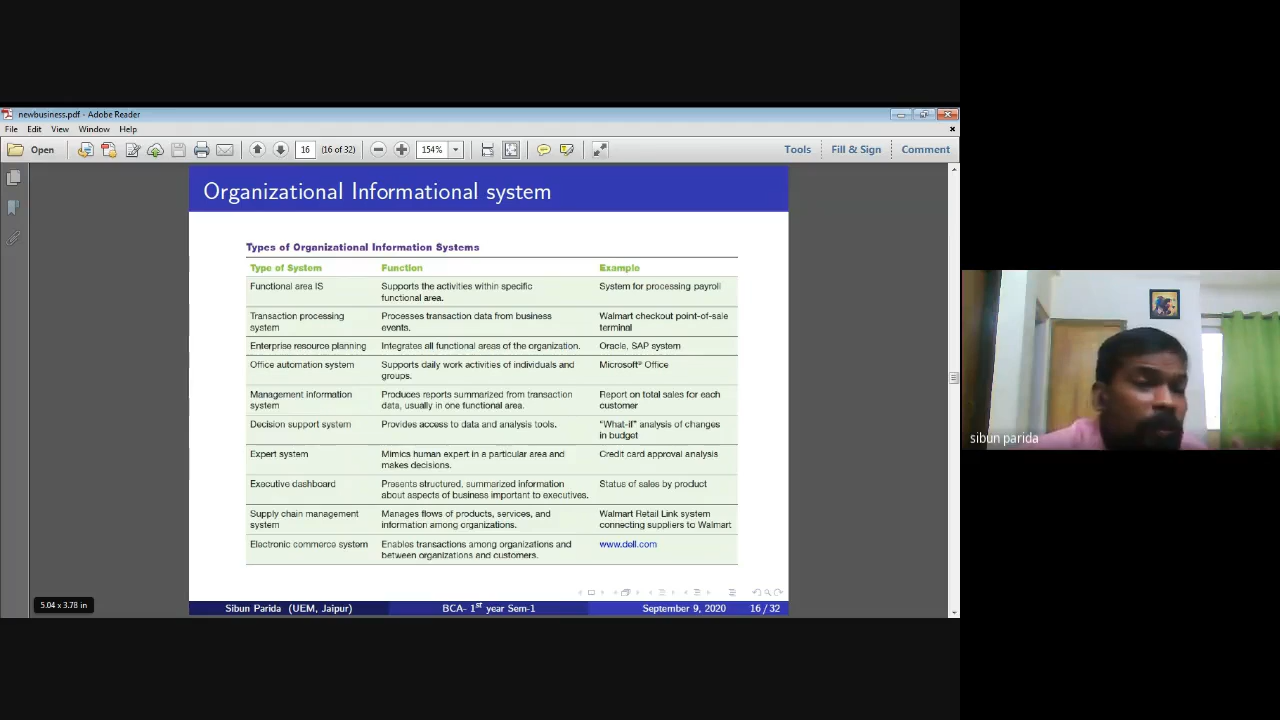 newbusiness.pdf - Adobe Reader
File Edit View Window Help
Open 16 (16 of 32) 154% Tools Fill & Sign Comment
Organizational Informational system
Types of Organizational Information Systems
Type of System Function Example
Functional area IS Supports the activities within specific System for processing payroll
functional area.
Transaction processing Processes transaction data from business Walmart checkout point-of-sale
system events. terminal
Enterprise resource planning Integrates all functional areas of the organization. Oracle, SAP system
Office automation system Supports daily work activities of individuals and Microsoft® Office
groups.
Management information Produces reports summarized from transaction Report on total sales for each
system data, usually in one functional area. customer
Decision support system Provides access to data and analysis tools. "What-if" analysis of changes
in budget
Expert system Mimics human expert in a particular area and Credit card approval analysis
makes decisions.
Executive dashboard Presents structured, summarized information Status of sales by product
about aspects of business important to executives.
Supply chain management Manages flows of products, services, and Walmart Retail Link system
system information among organizations. connecting suppliers to Walmart
Electronic commerce system Enables transactions among organizations and www.dell.com
between organizations and customers.
5.04 x 3.78 in
Sibun Parida (UEM, Jaipur) BCA- 1st year Sem-1 September 9, 2020 16 / 32
sibun parida